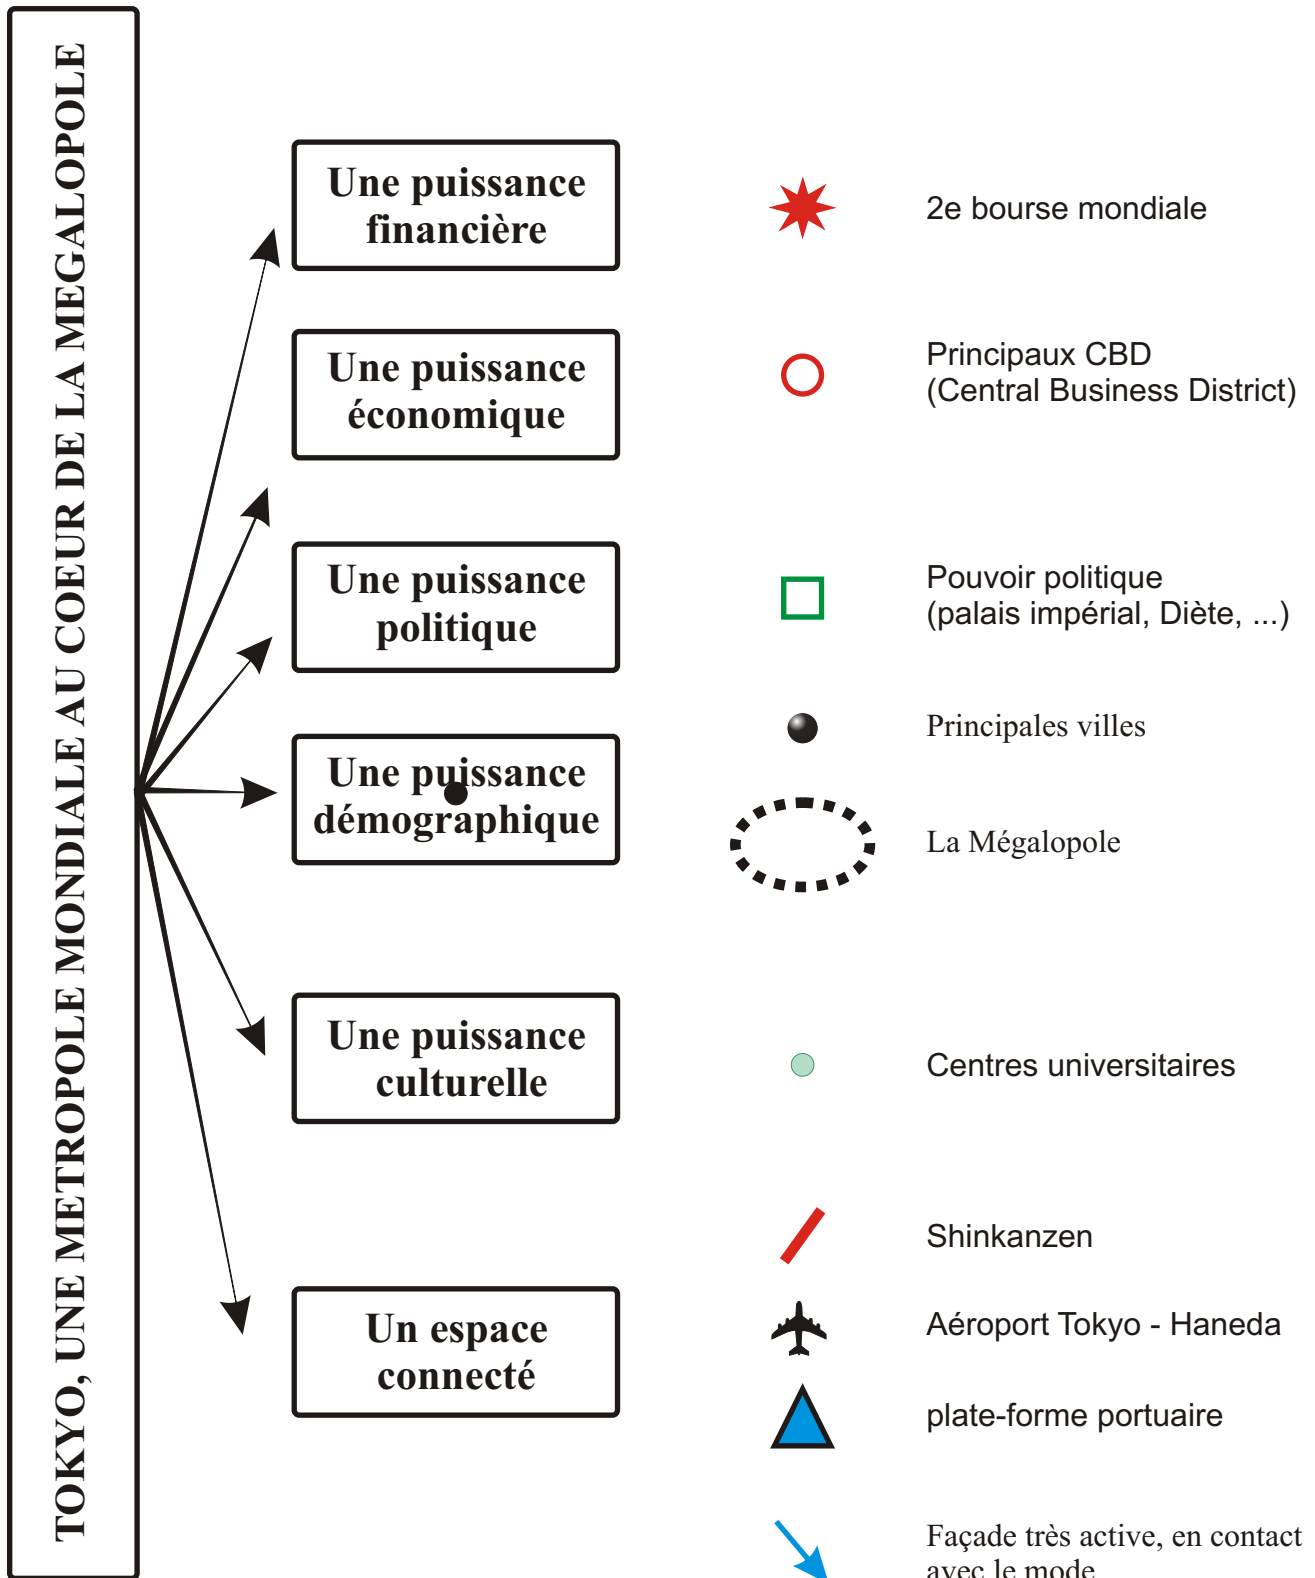 TOKYO, UNE METROPOLE MONDIALE AU COEUR DE LA MEGALOPOLE
Une puissance
financière
2e bourse mondiale
Une puissance
économique
Principaux CBD
(Central Business District)
Une puissance
politique
Pouvoir politique
(palais impérial, Diète, ...)
Une puissance
démographique
Principales villes
La Mégalopole
Une puissance
culturelle
Centres universitaires
Un espace
connecté
Shinkanzen
Aéroport Tokyo - Haneda
plate-forme portuaire
Façade très active, en contact
avec le mode